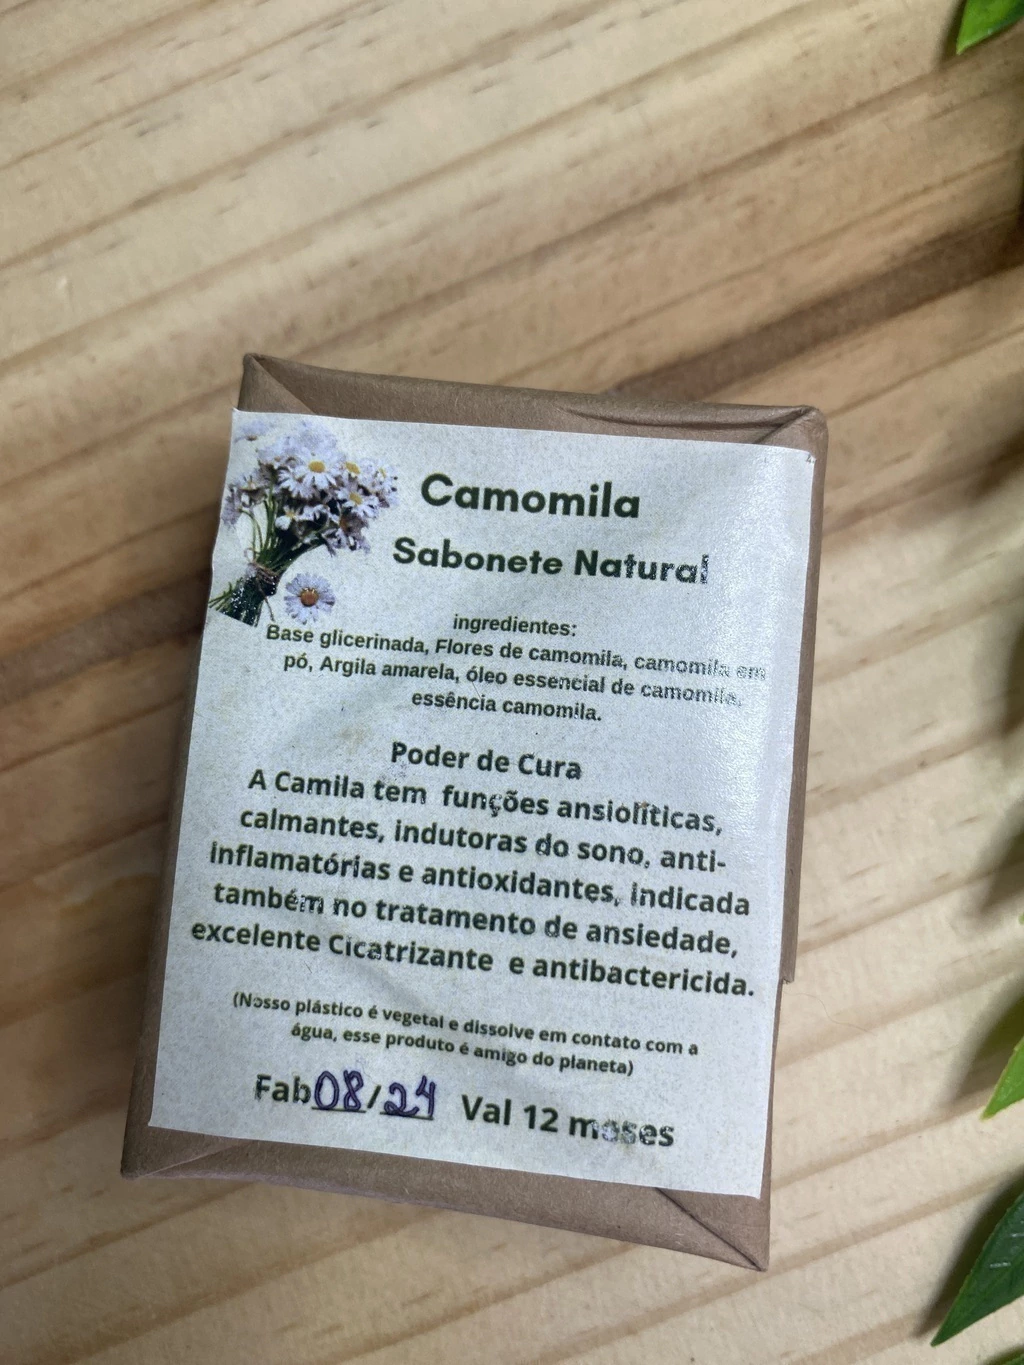 Camomila
Sabonete Natural
ingredientes:
Base glicerinada, Flores de camomila, camomila em
pó, Argila amarela, óleo essencial de camomila,
essência camomila.
Poder de Cura
A Camila tem funções ansiolíticas,
calmantes, indutoras do sono, anti-
inflamatórias e antioxidantes, indicada
também no tratamento de ansiedade,
excelente Cicatrizante e antibactericida.
(Nosso plástico é vegetal e dissolve em contato com a
água, esse produto é amigo do planeta)
Fab 08/24 Val 12 meses